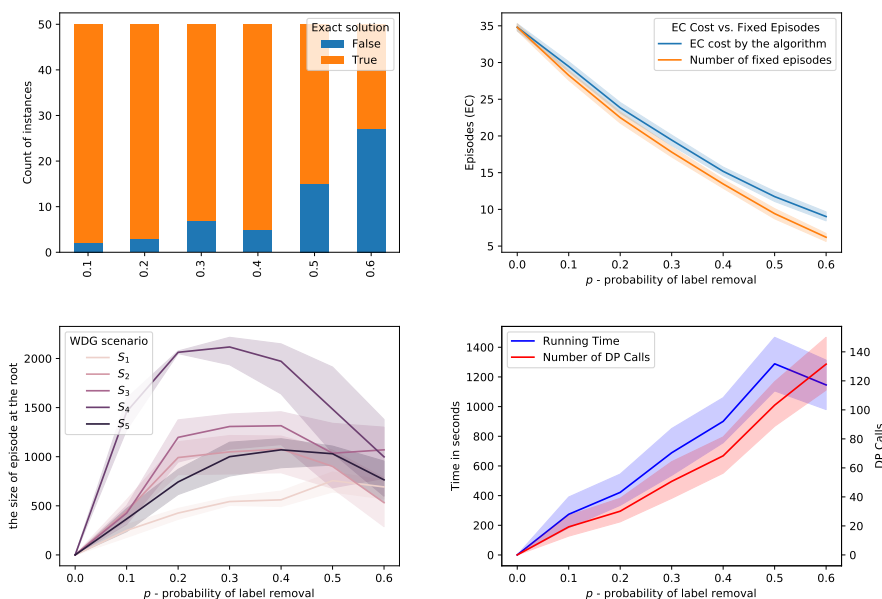 Exact solution
False
True
Count of instances
50
40
30
20
10
0
0.1
0.2
0.3
0.4
0.5
0.6
EC Cost vs. Fixed Episodes
EC cost by the algorithm
Number of fixed episodes
Episodes (EC)
35
30
25
20
15
10
5
0.0
0.1
0.2
0.3
0.4
0.5
0.6
p - probability of label removal
WDG scenario
S1
S2
S3
S4
S5
the size of episode at the root
2000
1500
1000
500
0
0.0
0.1
0.2
0.3
0.4
0.5
0.6
p - probability of label removal
Running Time
Number of DP Calls
Time in seconds
1400
1200
1000
800
600
400
200
0
140
120
100
80
60
40
20
0
DP Calls
0.0
0.1
0.2
0.3
0.4
0.5
0.6
p - probability of label removal